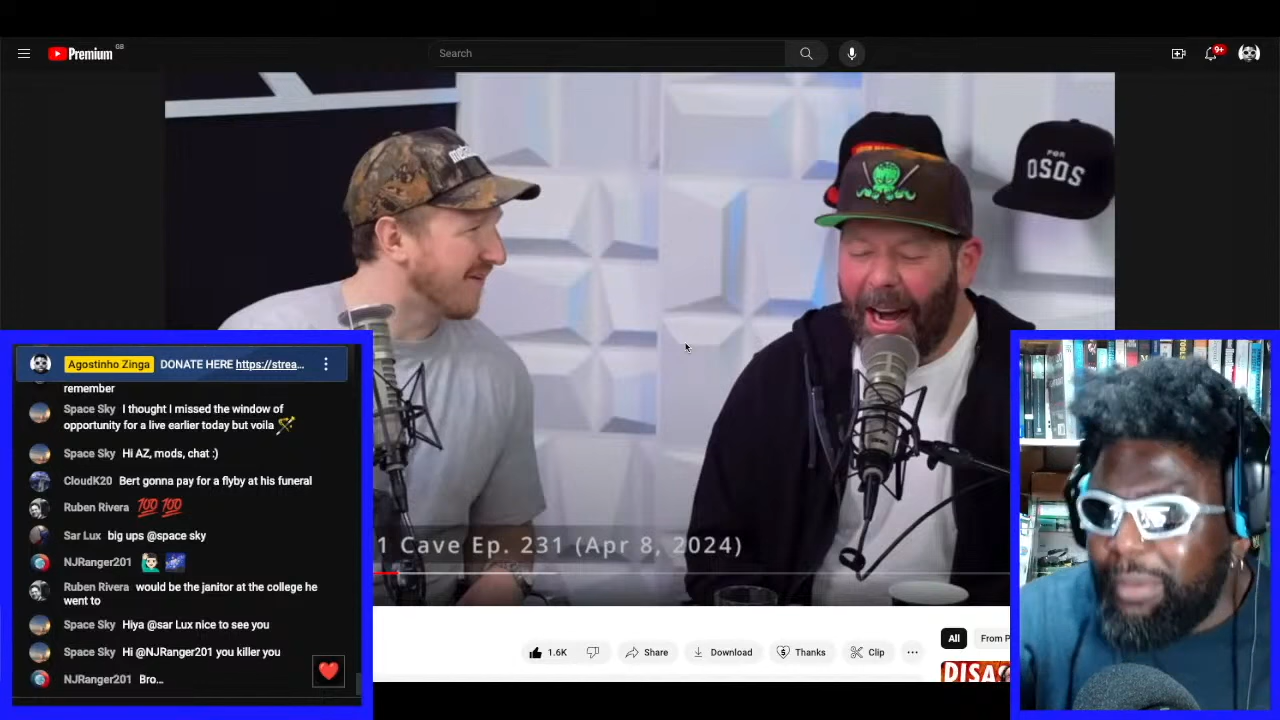 Premium GB
Search
9+
FOR
OSOS
Agostinho Zinga DONATE HERE https://strea...
remember
Space Sky I thought I missed the window of
opportunity for a live earlier today but voila
Space Sky Hi AZ, mods, chat :)
CloudK20 Bert gonna pay for a flyby at his funeral
Ruben Rivera 💯 💯
Sar Lux big ups @space sky
NJRanger201
Ruben Rivera would be the janitor at the college he
went to
Space Sky Hiya @sar Lux nice to see you
Space Sky Hi @NJRanger201 you killer you
NJRanger201 Bro...
1 Cave Ep. 231 (Apr 8, 2024)
1.6K Share Download Thanks Clip
All From
DISA